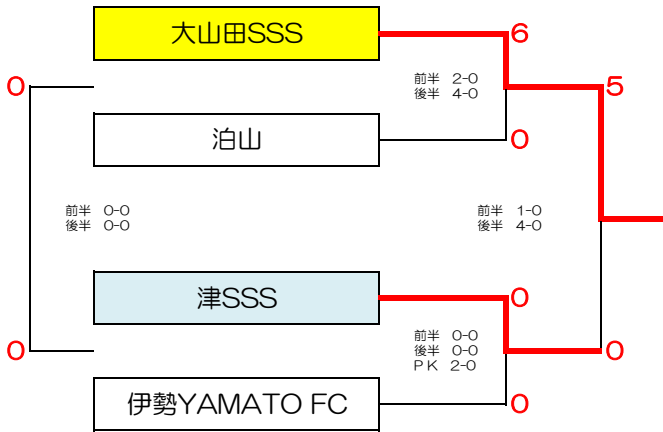 大山田SSS
6
前半 2-0
後半 4-0
0
5
泊山
0
前半 0-0
後半 0-0
前半 1-0
後半 4-0
津SSS
0
前半 0-0
後半 0-0
PK 2-0
0
0
伊勢YAMATO FC
0